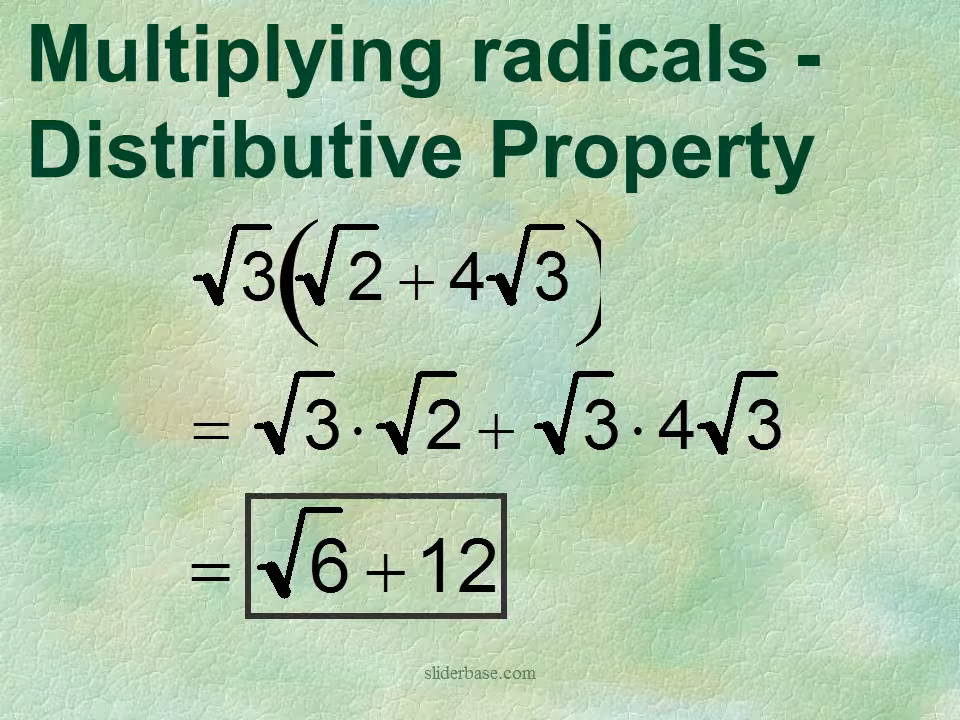 Multiplying radicals -
Distributive Property
√3(√2 + 4√3)
= √3 · √2 + √3 · 4√3
= √6 + 12
sliderbase.com